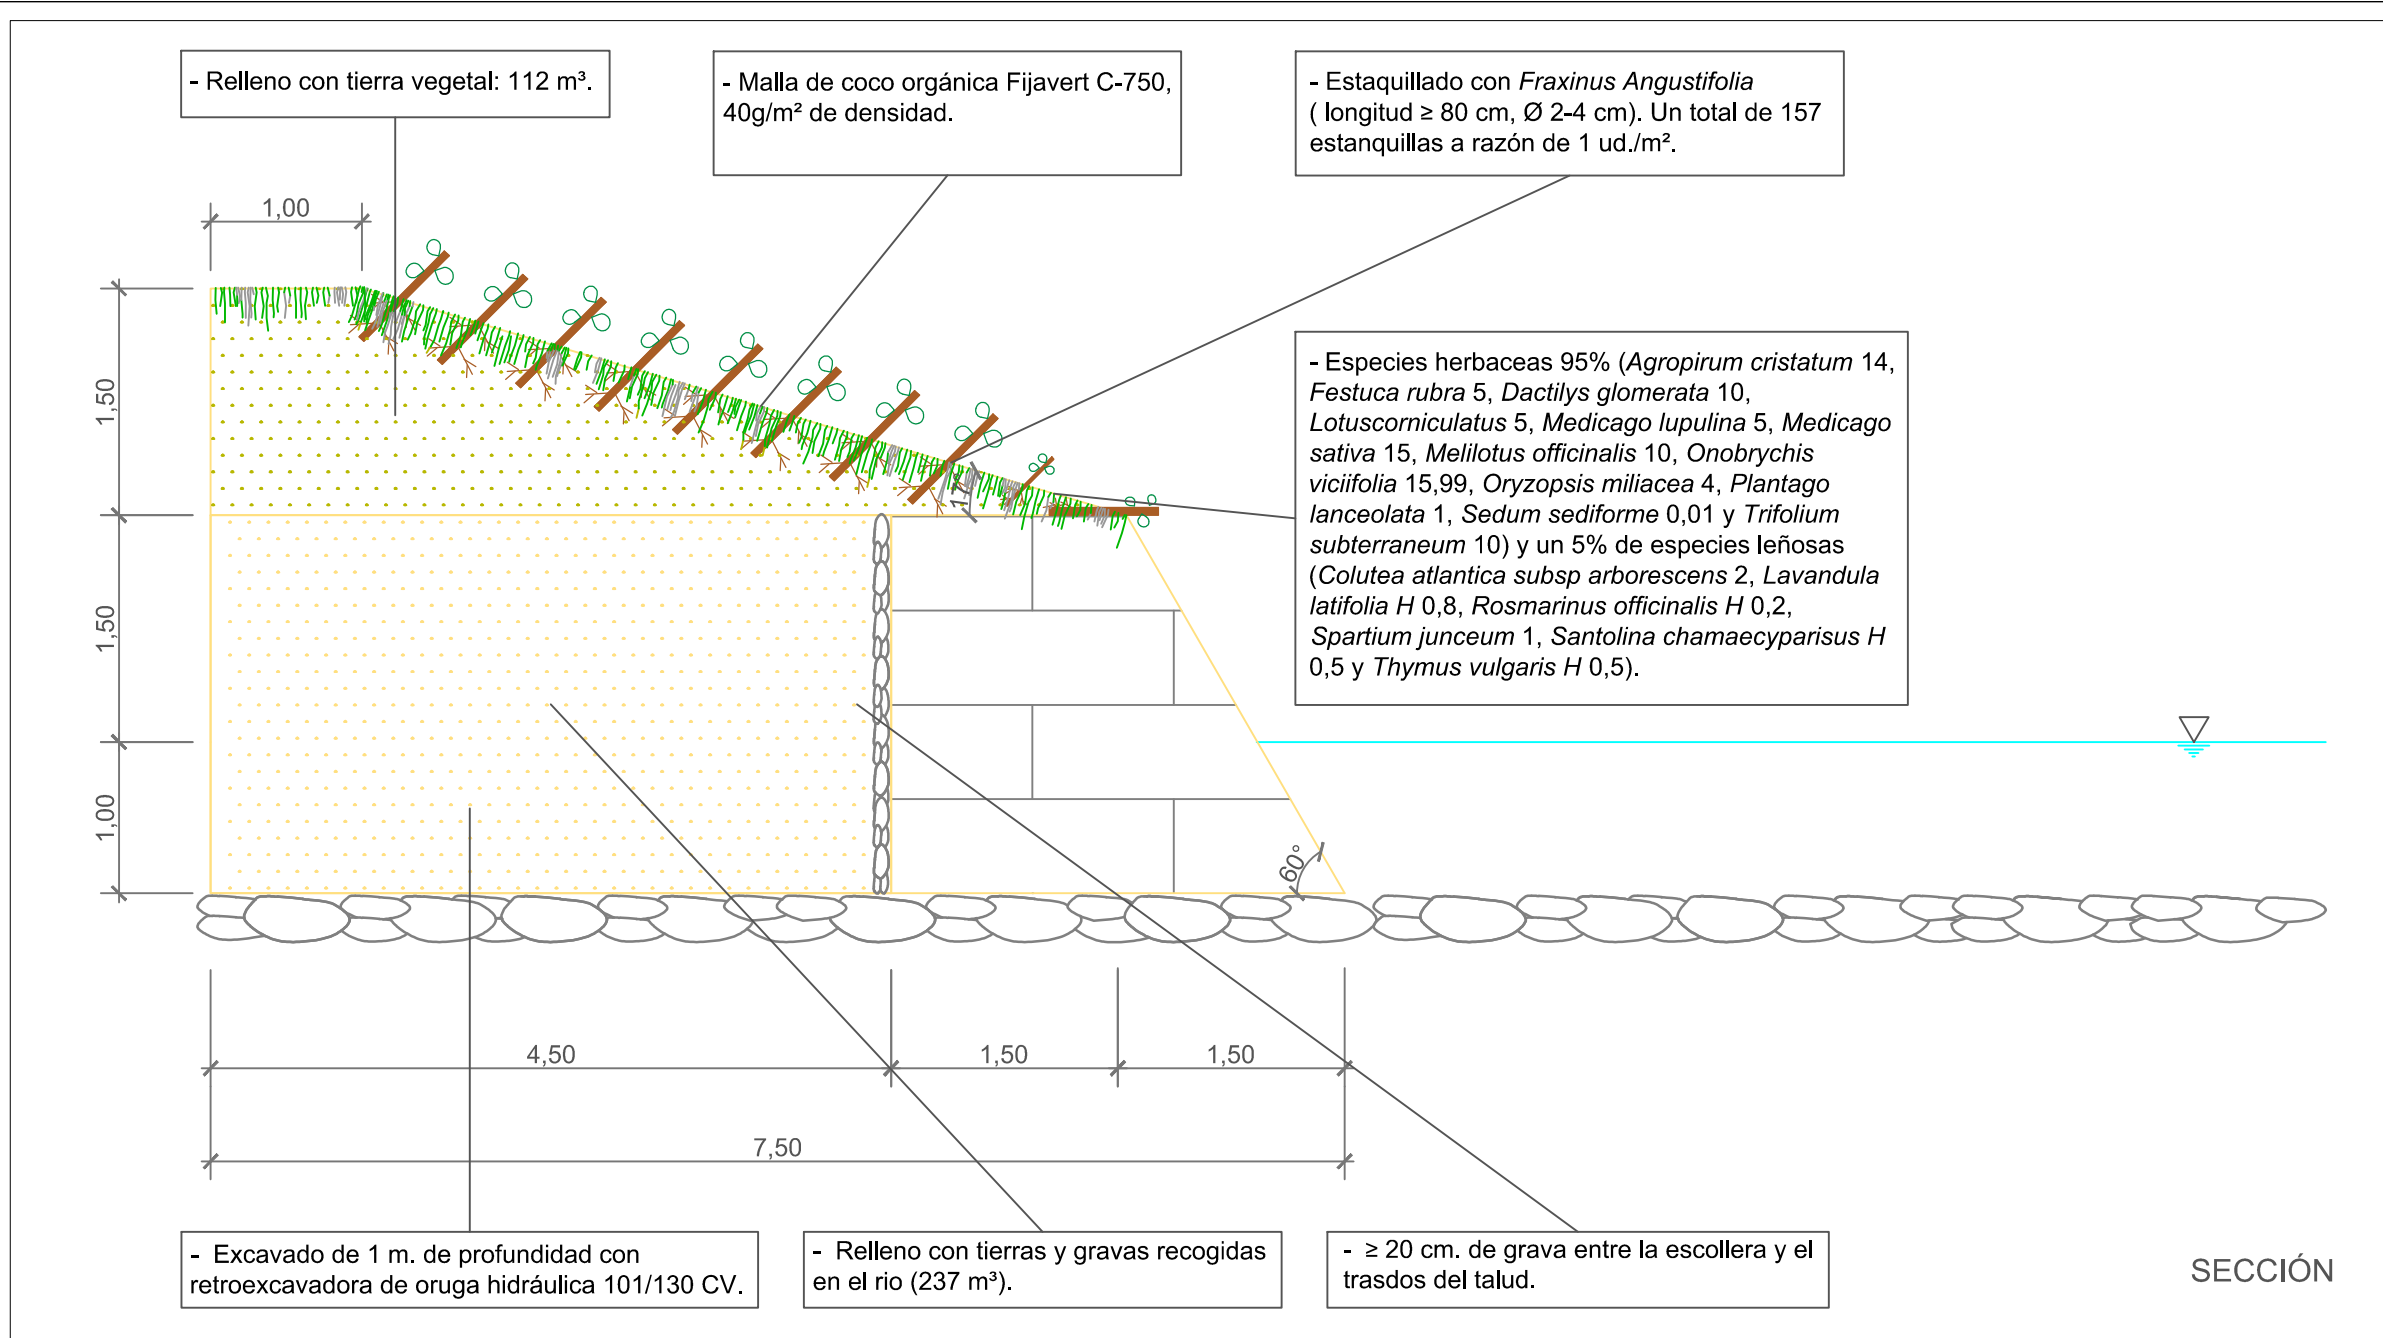 - Relleno con tierra vegetal: 112 m³.
- Malla de coco orgánica Fijavert C-750,
40g/m² de densidad.
- Estaquillado con Fraxinus Angustifolia
( longitud ≥ 80 cm, Ø 2-4 cm). Un total de 157
estanquillas a razón de 1 ud./m².
1,00
- Especies herbaceas 95% (Agropirum cristatum 14,
Festuca rubra 5, Dactilys glomerata 10,
Lotuscorniculatus 5, Medicago lupulina 5, Medicago
sativa 15, Melilotus officinalis 10, Onobrychis
viciifolia 15,99, Oryzopsis miliacea 4, Plantago
lanceolata 1, Sedum sediforme 0,01 y Trifolium
subterraneum 10) y un 5% de especies leñosas
(Colutea atlantica subsp arborescens 2, Lavandula
latifolia H 0,8, Rosmarinus officinalis H 0,2,
Spartium junceum 1, Santolina chamaecyparisus H
0,5 y Thymus vulgaris H 0,5).
1,50
17°
1,50
1,00
60°
4,50
1,50
1,50
7,50
- Excavado de 1 m. de profundidad con
retroexcavadora de oruga hidráulica 101/130 CV.
- Relleno con tierras y gravas recogidas
en el rio (237 m³).
- ≥ 20 cm. de grava entre la escollera y el
trasdos del talud.
SECCIÓN